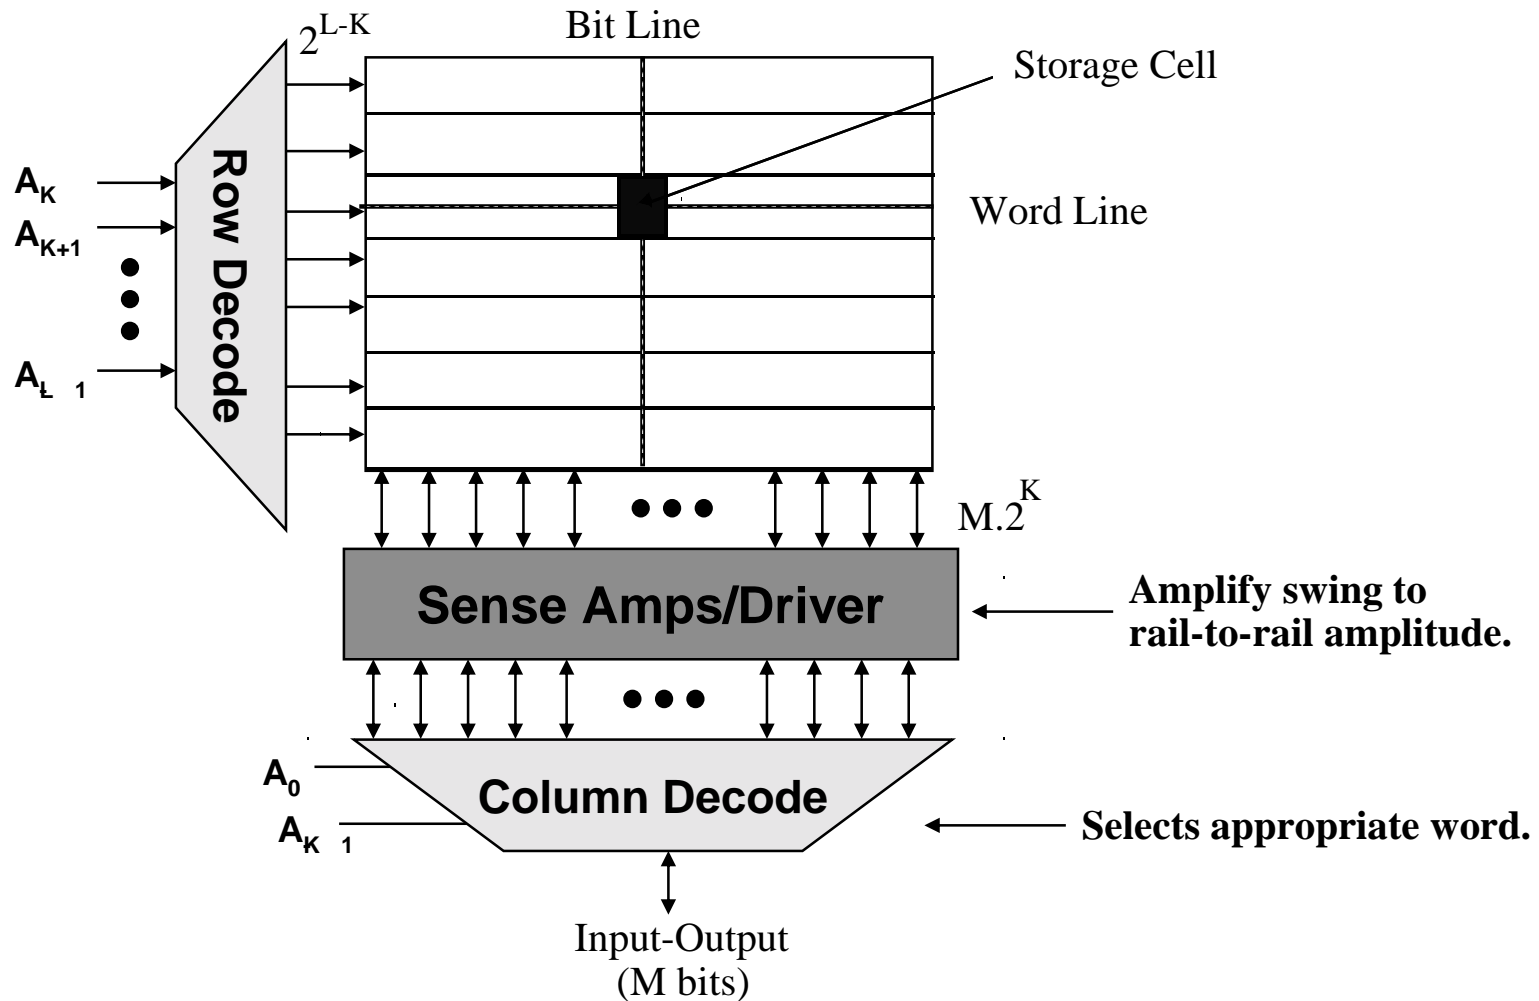 Bit Line
2^L-K
Storage Cell
Row Decode
A_K
A_K+1
A_L 1
Word Line
M.2^K
Sense Amps/Driver
Amplify swing to
rail-to-rail amplitude.
A_0
Column Decode
A_K 1
Selects appropriate word.
Input-Output
(M bits)